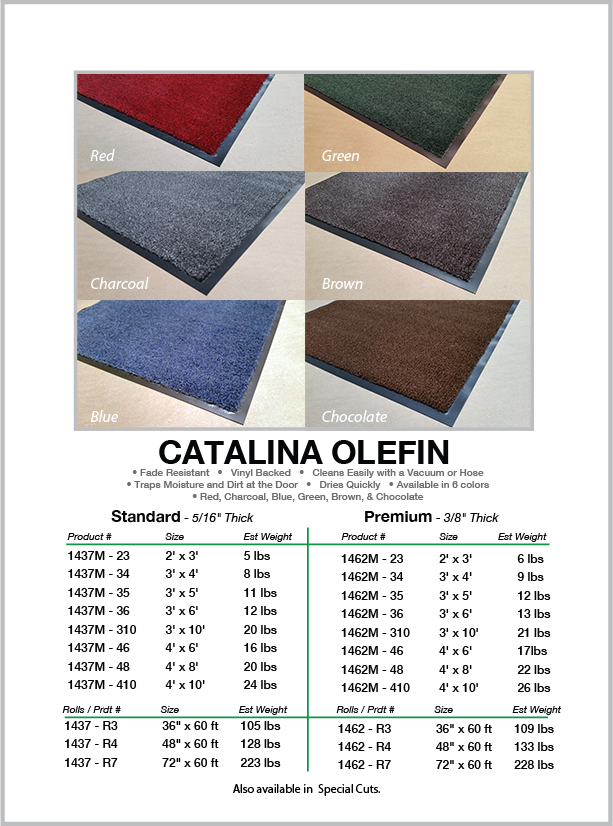 Red
Green
Charcoal
Brown
Blue
Chocolate
CATALINA OLEFIN
• Fade Resistant • Vinyl Backed • Cleans Easily with a Vacuum or Hose
• Traps Moisture and Dirt at the Door • Dries Quickly • Available in 6 colors
• Red, Charcoal, Blue, Green, Brown, & Chocolate
Standard - 5/16" Thick
Product # Size Est Weight
1437M - 23 2' x 3' 5 lbs
1437M - 34 3' x 4' 8 lbs
1437M - 35 3' x 5' 11 lbs
1437M - 36 3' x 6' 12 lbs
1437M - 310 3' x 10' 20 lbs
1437M - 46 4' x 6' 16 lbs
1437M - 48 4' x 8' 20 lbs
1437M - 410 4' x 10' 24 lbs
Rolls / Prdt # Size Est Weight
1437 - R3 36" x 60 ft 105 lbs
1437 - R4 48" x 60 ft 128 lbs
1437 - R7 72" x 60 ft 223 lbs
Premium - 3/8" Thick
Product # Size Est Weight
1462M - 23 2' x 3' 6 lbs
1462M - 34 3' x 4' 9 lbs
1462M - 35 3' x 5' 12 lbs
1462M - 36 3' x 6' 13 lbs
1462M - 310 3' x 10' 21 lbs
1462M - 46 4' x 6' 17lbs
1462M - 48 4' x 8' 22 lbs
1462M - 410 4' x 10' 26 lbs
Rolls / Prdt # Size Est Weight
1462 - R3 36" x 60 ft 109 lbs
1462 - R4 48" x 60 ft 133 lbs
1462 - R7 72" x 60 ft 228 lbs
Also available in Special Cuts.